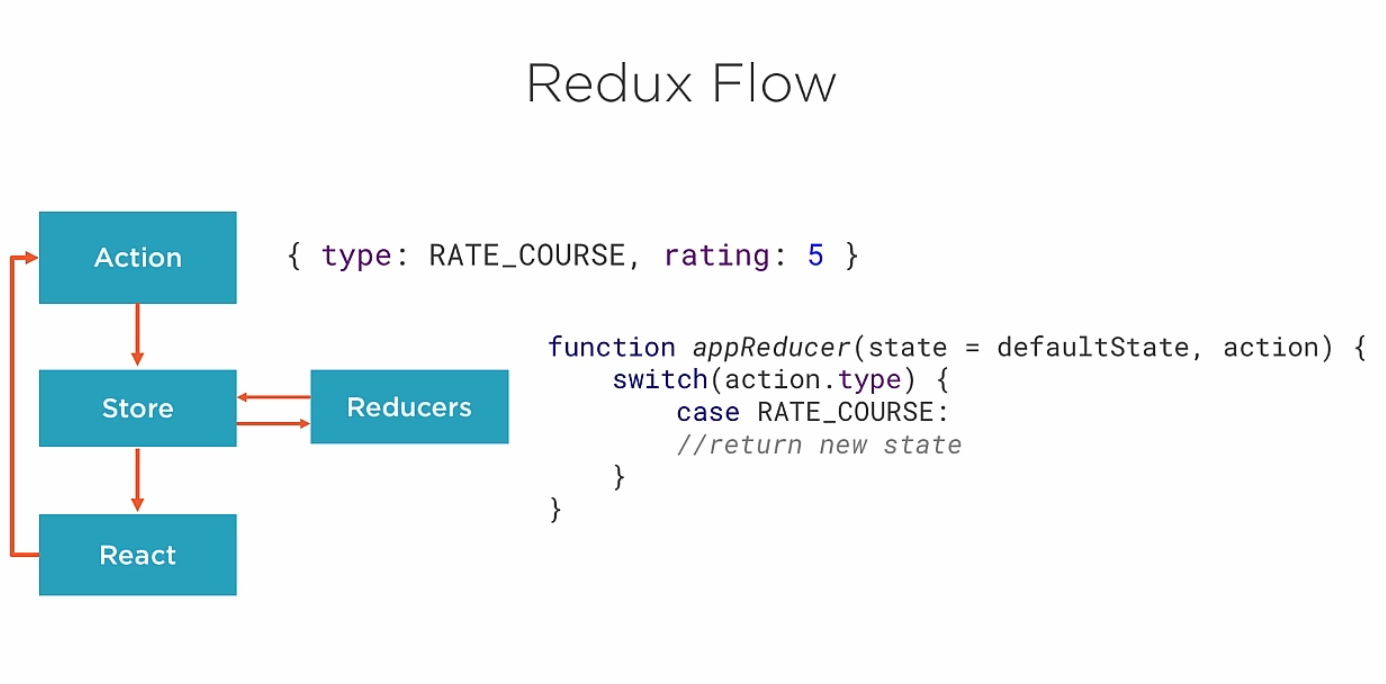 Redux Flow
Action
{ type: RATE_COURSE, rating: 5 }
function appReducer(state = defaultState, action) {
switch(action.type) {
case RATE_COURSE:
//return new state
}
}
Store
Reducers
React